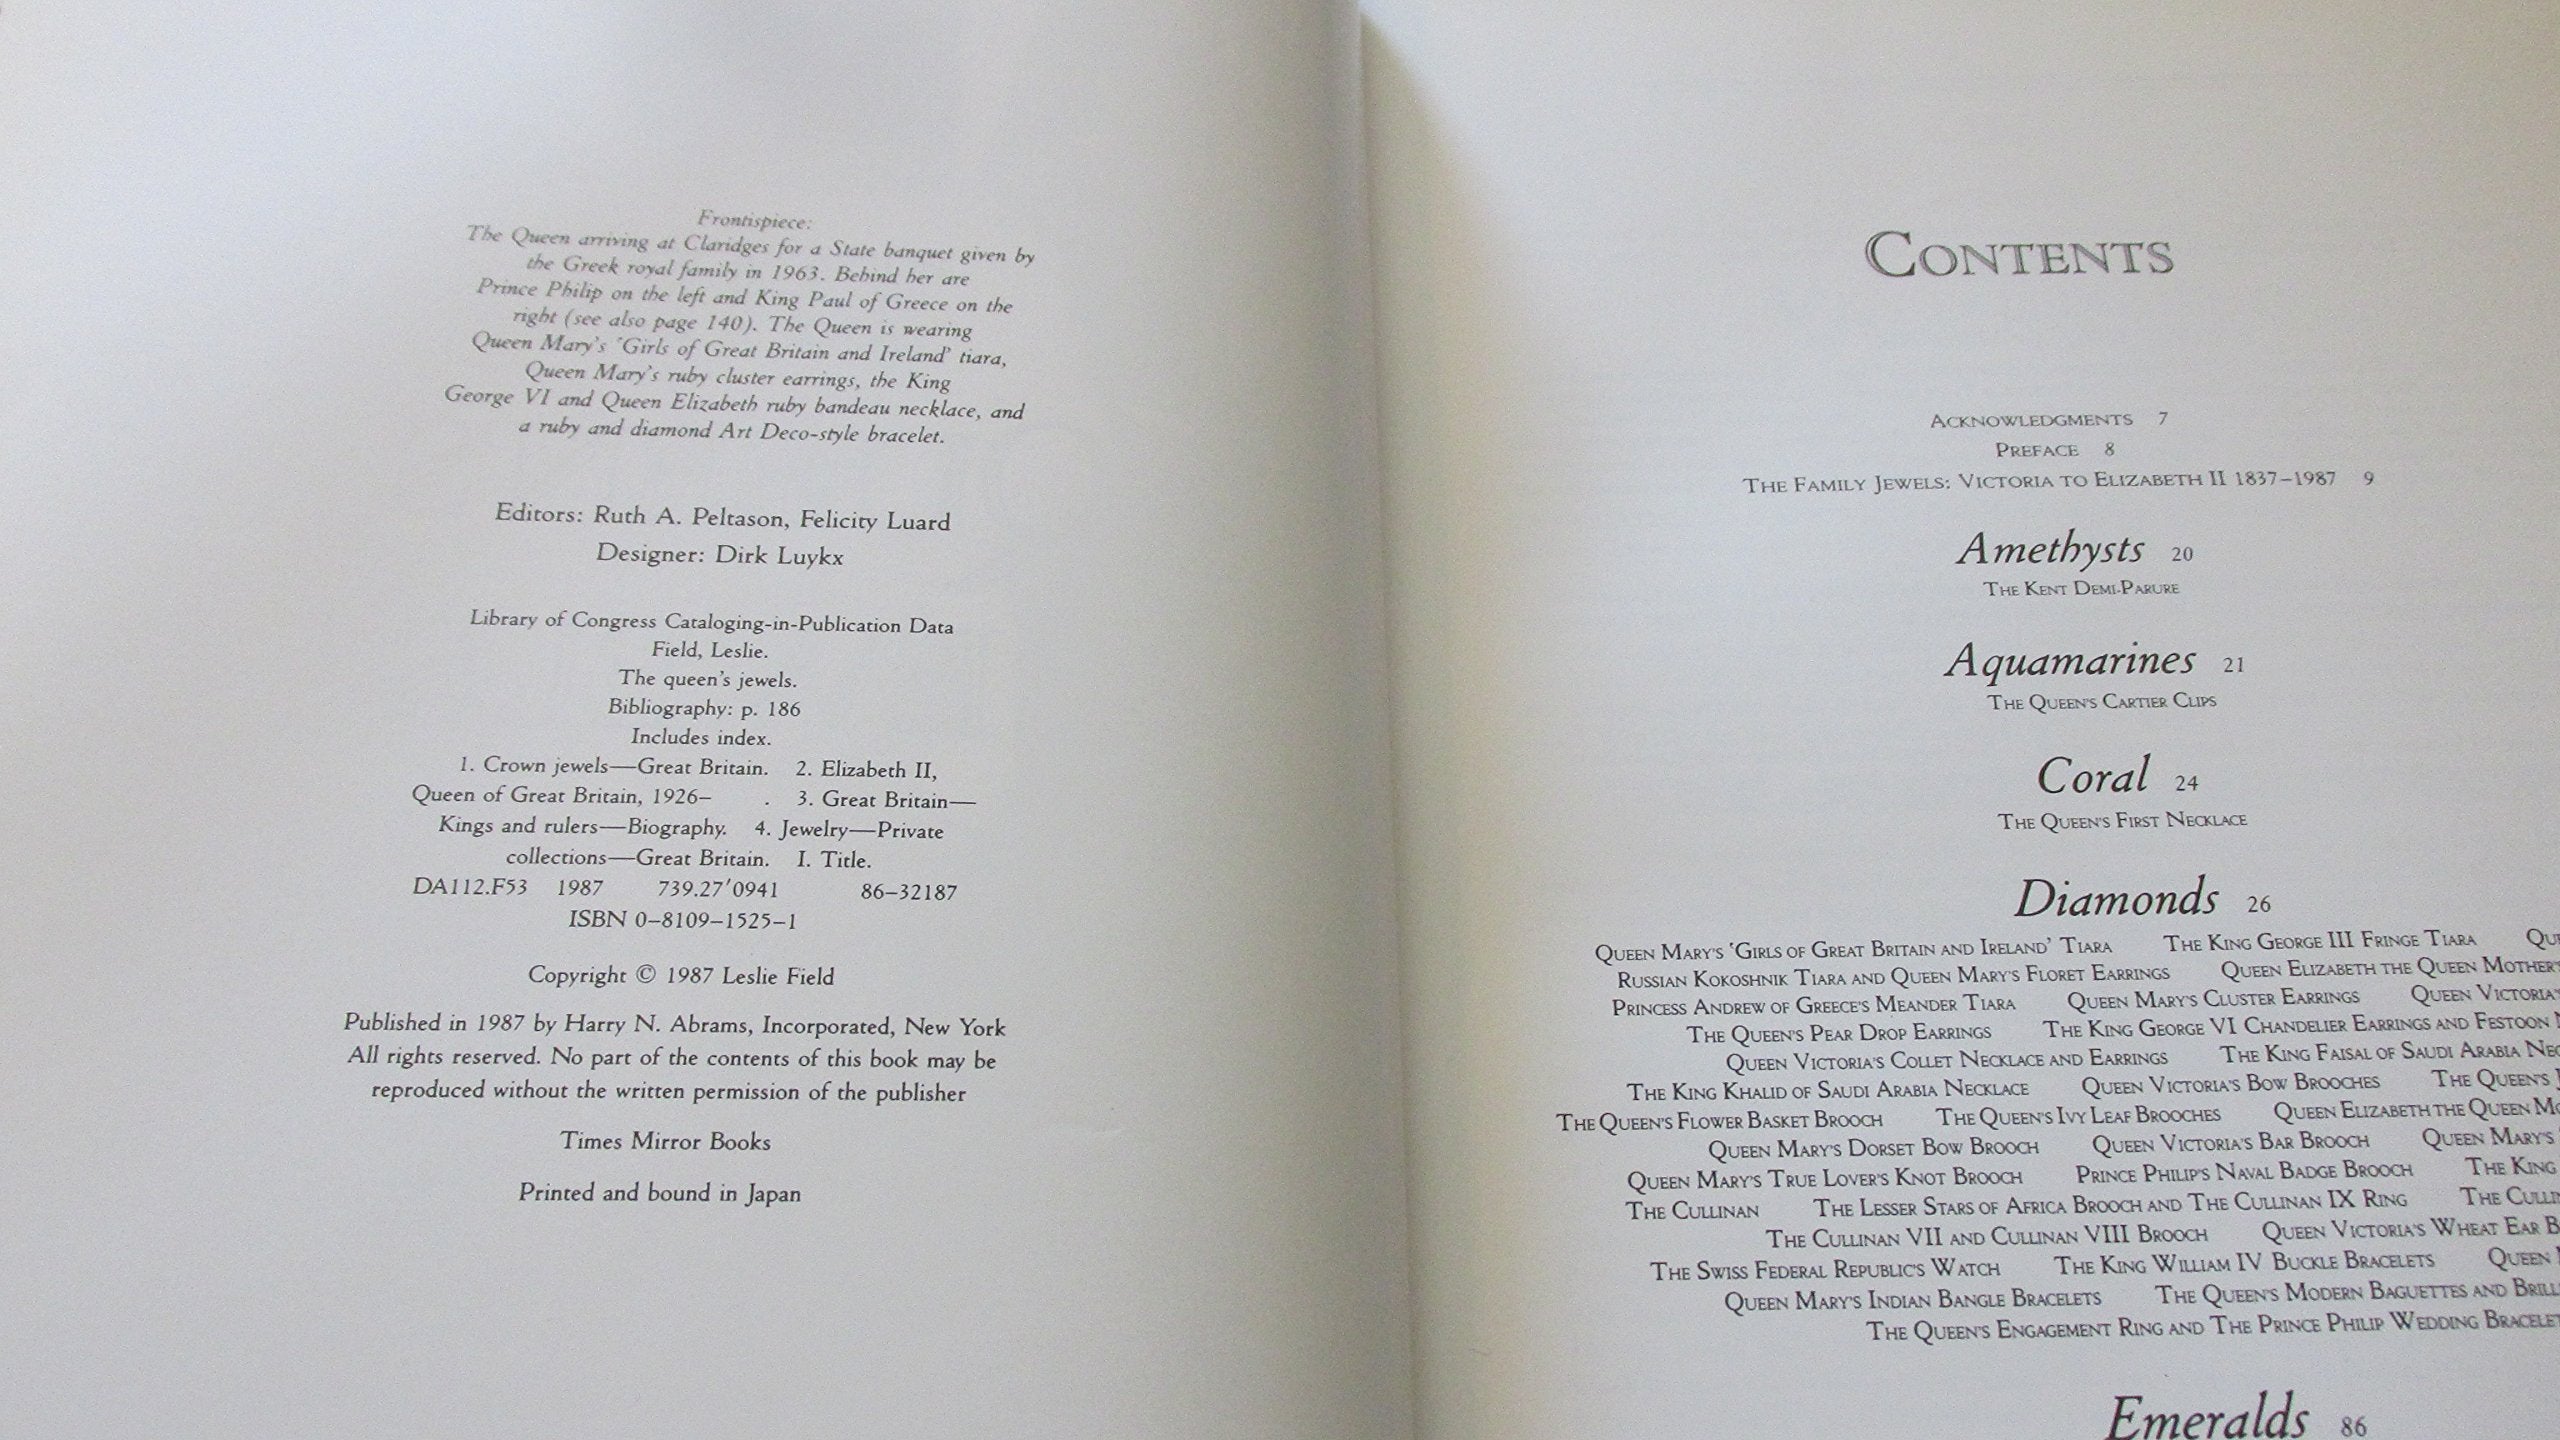 Frontispiece:
The Queen arriving at Claridges for a State banquet given by
the Greek royal family in 1963. Behind her are
Prince Philip on the left and King Paul of Greece on the
right (see also page 140). The Queen is wearing
Queen Mary's 'Girls of Great Britain and Ireland' tiara,
Queen Mary's ruby cluster earrings, the King
George VI and Queen Elizabeth ruby bandeau necklace, and
a ruby and diamond Art Deco-style bracelet.
Editors: Ruth A. Peltason, Felicity Luard
Designer: Dirk Luykx
Library of Congress Cataloging-in-Publication Data
Field, Leslie.
The queen's jewels.
Bibliography: p. 186
Includes index.
1. Crown jewels—Great Britain. 2. Elizabeth II,
Queen of Great Britain, 1926– . 3. Great Britain—
Kings and rulers—Biography. 4. Jewelry—Private
collections—Great Britain. I. Title.
DA112.F53 1987 739.27′0941 86–32187
ISBN 0–8109–1525–1
Copyright © 1987 Leslie Field
Published in 1987 by Harry N. Abrams, Incorporated, New York
All rights reserved. No part of the contents of this book may be
reproduced without the written permission of the publisher
Times Mirror Books
Printed and bound in Japan
CONTENTS
ACKNOWLEDGMENTS 7
PREFACE 8
THE FAMILY JEWELS: VICTORIA TO ELIZABETH II 1837–1987 9
Amethysts 20
THE KENT DEMI-PARURE
Aquamarines 21
THE QUEEN'S CARTIER CLIPS
Coral 24
THE QUEEN'S FIRST NECKLACE
Diamonds 26
QUEEN MARY'S 'GIRLS OF GREAT BRITAIN AND IRELAND' TIARA THE KING GEORGE III FRINGE TIARA
RUSSIAN KOKOSHNIK TIARA AND QUEEN MARY'S FLORET EARRINGS QUEEN ELIZABETH THE QUEEN MOTHER'S
PRINCESS ANDREW OF GREECE'S MEANDER TIARA QUEEN MARY'S CLUSTER EARRINGS QUEEN VICTORIA'S
THE QUEEN'S PEAR DROP EARRINGS THE KING GEORGE VI CHANDELIER EARRINGS AND FESTOON
QUEEN VICTORIA'S COLLET NECKLACE AND EARRINGS THE KING FAISAL OF SAUDI ARABIA
THE KING KHALID OF SAUDI ARABIA NECKLACE QUEEN VICTORIA'S BOW BROOCHES THE QUEEN'S
THE QUEEN'S FLOWER BASKET BROOCH THE QUEEN'S IVY LEAF BROOCHES QUEEN ELIZABETH THE QUEEN
QUEEN MARY'S DORSET BOW BROOCH QUEEN VICTORIA'S BAR BROOCH QUEEN MARY'S
QUEEN MARY'S TRUE LOVER'S KNOT BROOCH PRINCE PHILIP'S NAVAL BADGE BROOCH THE KING
THE CULLINAN THE LESSER STARS OF AFRICA BROOCH AND THE CULLINAN IX RING THE
THE CULLINAN VII AND CULLINAN VIII BROOCH QUEEN VICTORIA'S WHEAT EAR
THE SWISS FEDERAL REPUBLIC'S WATCH THE KING WILLIAM IV BUCKLE BRACELETS QUEEN
QUEEN MARY'S INDIAN BANGLE BRACELETS THE QUEEN'S MODERN BAGUETTES AND
THE QUEEN'S ENGAGEMENT RING AND THE PRINCE PHILIP WEDDING BRACELET
Emeralds 86